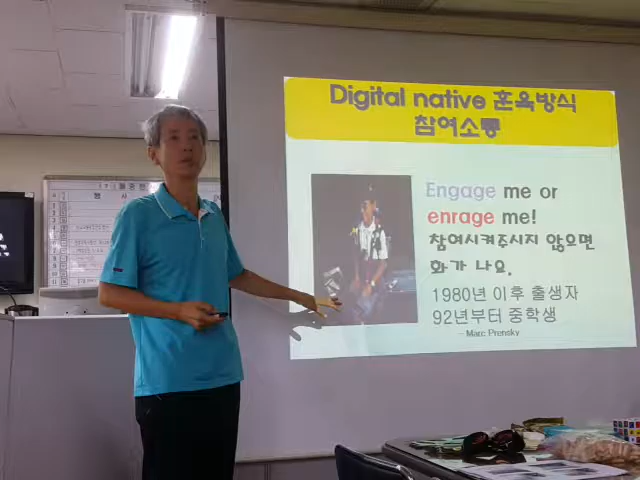 Digital native 훈육방식
참여소통
Engage me or
enrage me!
참여시켜주시지 않으면
화가 나요.
1980년 이후 출생자
92년부터 중학생
– Marc Prensky